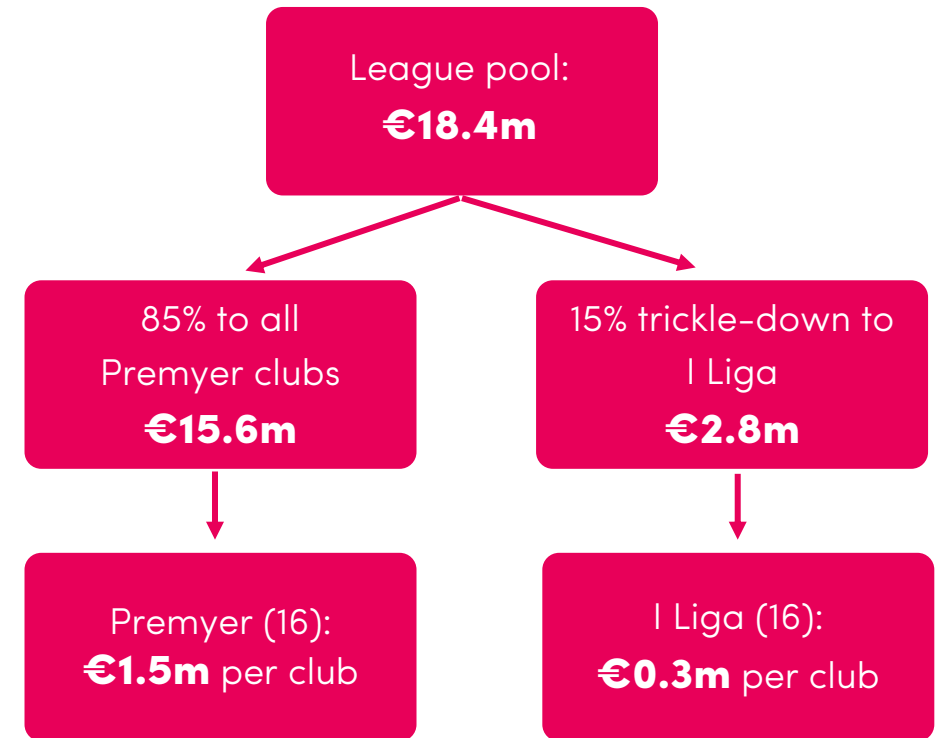 League pool:
€18.4m
85% to all
Premyer clubs
€15.6m
15% trickle-down to
I Liga
€2.8m
Premyer (16):
€1.5m per club
I Liga (16):
€0.3m per club